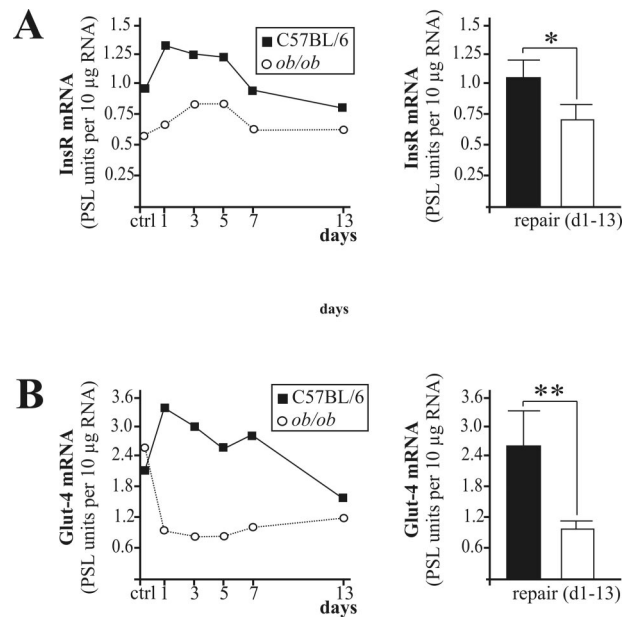 A
InsR mRNA
(PSL units per 10 µg RNA)
1.5
1.25
1.0
0.75
0.5
0.25
C57BL/6
ob/ob
ctrl 1 3 5 7 13
days
InsR mRNA
(PSL units per 10 µg RNA)
1.5
1.25
1.0
0.75
0.5
0.25
*
repair (d1-13)
days
B
Glut-4 mRNA
(PSL units per 10 µg RNA)
3.6
3.0
2.4
1.8
1.2
0.6
C57BL/6
ob/ob
ctrl 1 3 5 7 13
days
Glut-4 mRNA
(PSL units per 10 µg RNA)
3.6
3.0
2.4
1.8
1.2
0.6
**
repair (d1-13)